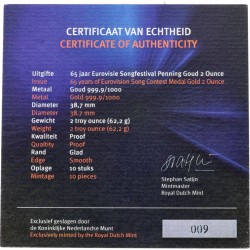 CERTIFICAAT VAN ECHTHEID
CERTIFICATE OF AUTHENTICITY
Uitgifte 65 jaar Eurovisie Songfestival Penning Goud 2 Ounce
Issue 65 years of Eurovision Song Contest Medal Gold 2 Ounce
Metaal Goud 999,9/1000
Metal Gold 999.9/1000
Diameter 38,7 mm
Diameter 38.7 mm
Gewicht 2 troy ounce (62,2 g)
Weight 2 troy ounce (62.2 g)
Kwaliteit Proof
Quality Proof
Rand Glad
Edge Smooth
Oplage 10 stuks
Mintage 10 pieces
Stephan Satijn
Mintmaster
Royal Dutch Mint
Exclusief geslagen door
de Koninklijke Nederlandse Munt
Exclusively minted by the Royal Dutch Mint
009